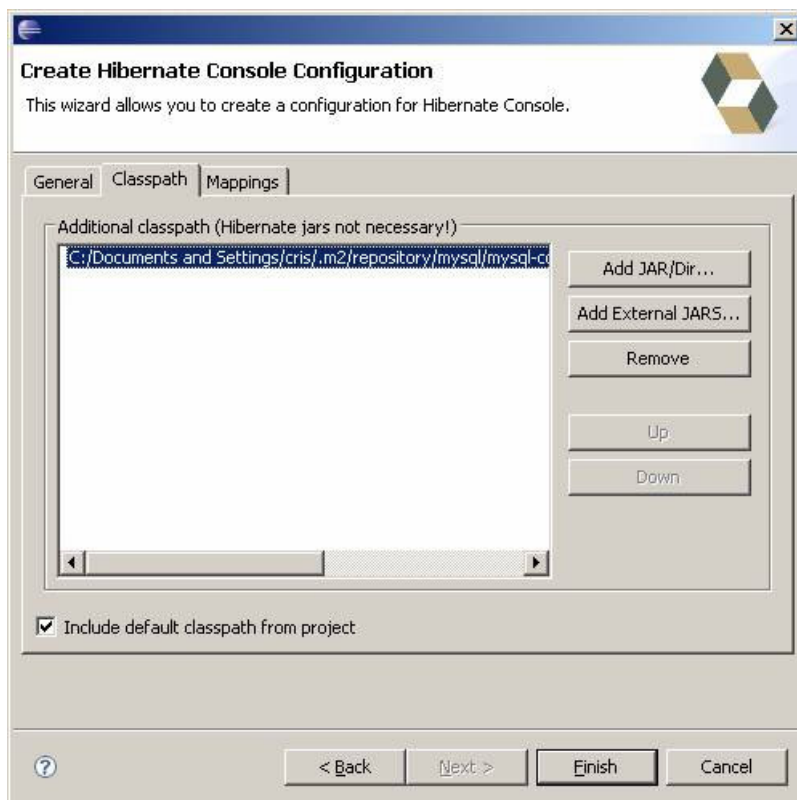 Create Hibernate Console Configuration
This wizard allows you to create a configuration for Hibernate Console.
General Classpath Mappings
Additional classpath (Hibernate jars not necessary!)
C:/Documents and Settings/cris/.m2/repository/mysql/mysql-co
Add JAR/Dir...
Add External JARS...
Remove
Up
Down
Include default classpath from project
?
< Back Next > Finish Cancel